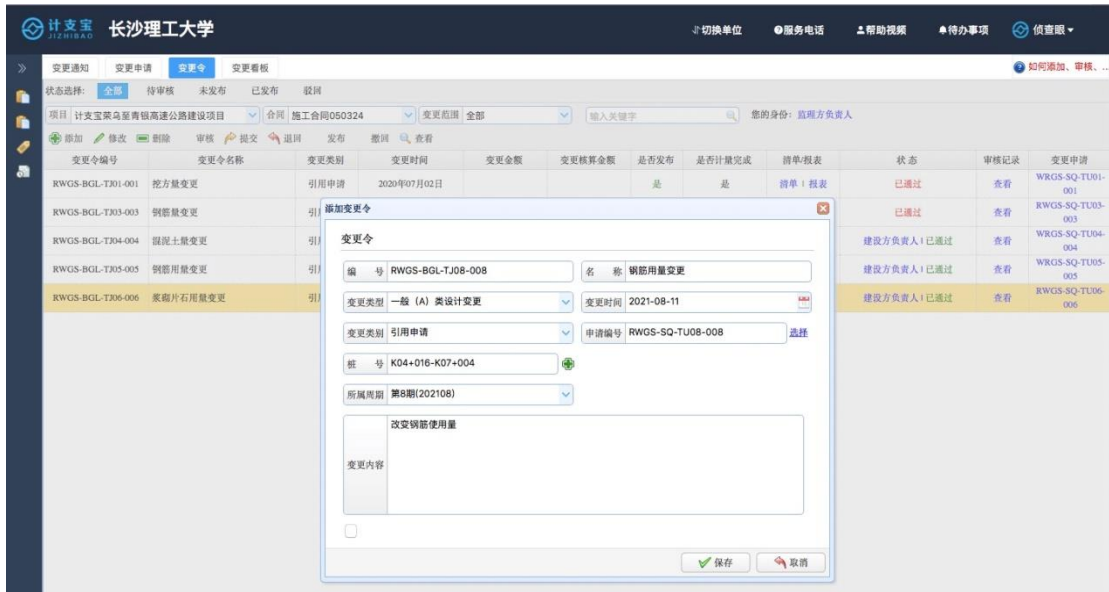 计支宝 JIZHIBAO 长沙理工大学 切换单位 服务电话 帮助视频 待办事项 侦查眼
变更通知 变更申请 变更令 变更看板 如何添加、审核、...
状态选择: 全部 待审核 未发布 已发布 驳回
项目 计支宝荣乌至青银高速公路建设项目 合同 施工合同050324 变更范围 全部 输入关键字 您的身份: 监理方负责人
添加 修改 删除 审核 提交 退回 发布 撤回 查看
变更令编号 变更令名称 变更类别 变更时间 变更金额 变更核算金额 是否发布 是否计量完成 清单/报表 状态 审核记录 变更申请
RWGS-BGL-TJ01-001 挖方量变更 引用申请 2020年07月02日 是 是 清单 | 报表 已通过 查看 WRGS-SQ-TU01-001
RWGS-BGL-TJ03-003 钢筋量变更 引 已通过 查看 RWGS-SQ-TU03-003
RWGS-BGL-TJ04-004 混泥土量变更 引 建设方负责人 | 已通过 查看 WRGS-SQ-TU04-004
RWGS-BGL-TJ05-005 钢筋用量变更 引 建设方负责人 | 已通过 查看 WRGS-SQ-TU05-005
RWGS-BGL-TJ06-006 浆砌片石用量变更 引 建设方负责人 | 已通过 查看 RWGS-SQ-TU06-006
添加变更令
变更令
编号 RWGS-BGL-TJ08-008 名称 钢筋用量变更
变更类型 一般（A）类设计变更 变更时间 2021-08-11
变更类别 引用申请 申请编号 RWGS-SQ-TU08-008 选择
桩号 K04+016-K07+004
所属周期 第8期(202108)
变更内容 改变钢筋使用量
保存 取消